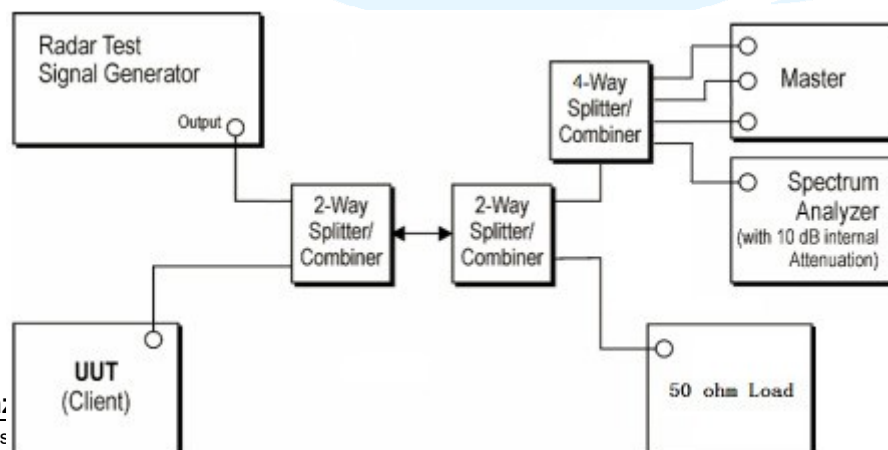 Radar Test
Signal Generator
Output
4-Way
Splitter/
Combiner
Master
Spectrum
Analyzer
(with 10 dB internal
Attenuation)
2-Way
Splitter/
Combiner
2-Way
Splitter/
Combiner
UUT
(Client)
50 ohm Load